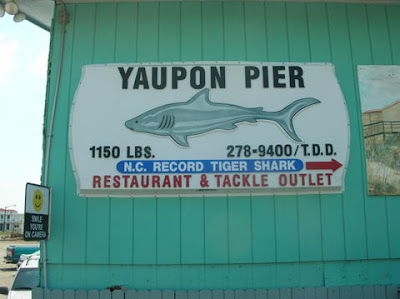 YAUPON PIER
1150 LBS. 278-9400/T.D.D.
N.C. RECORD TIGER SHARK
RESTAURANT & TACKLE OUTLET
SMILE
YOU'RE
ON CAMERA